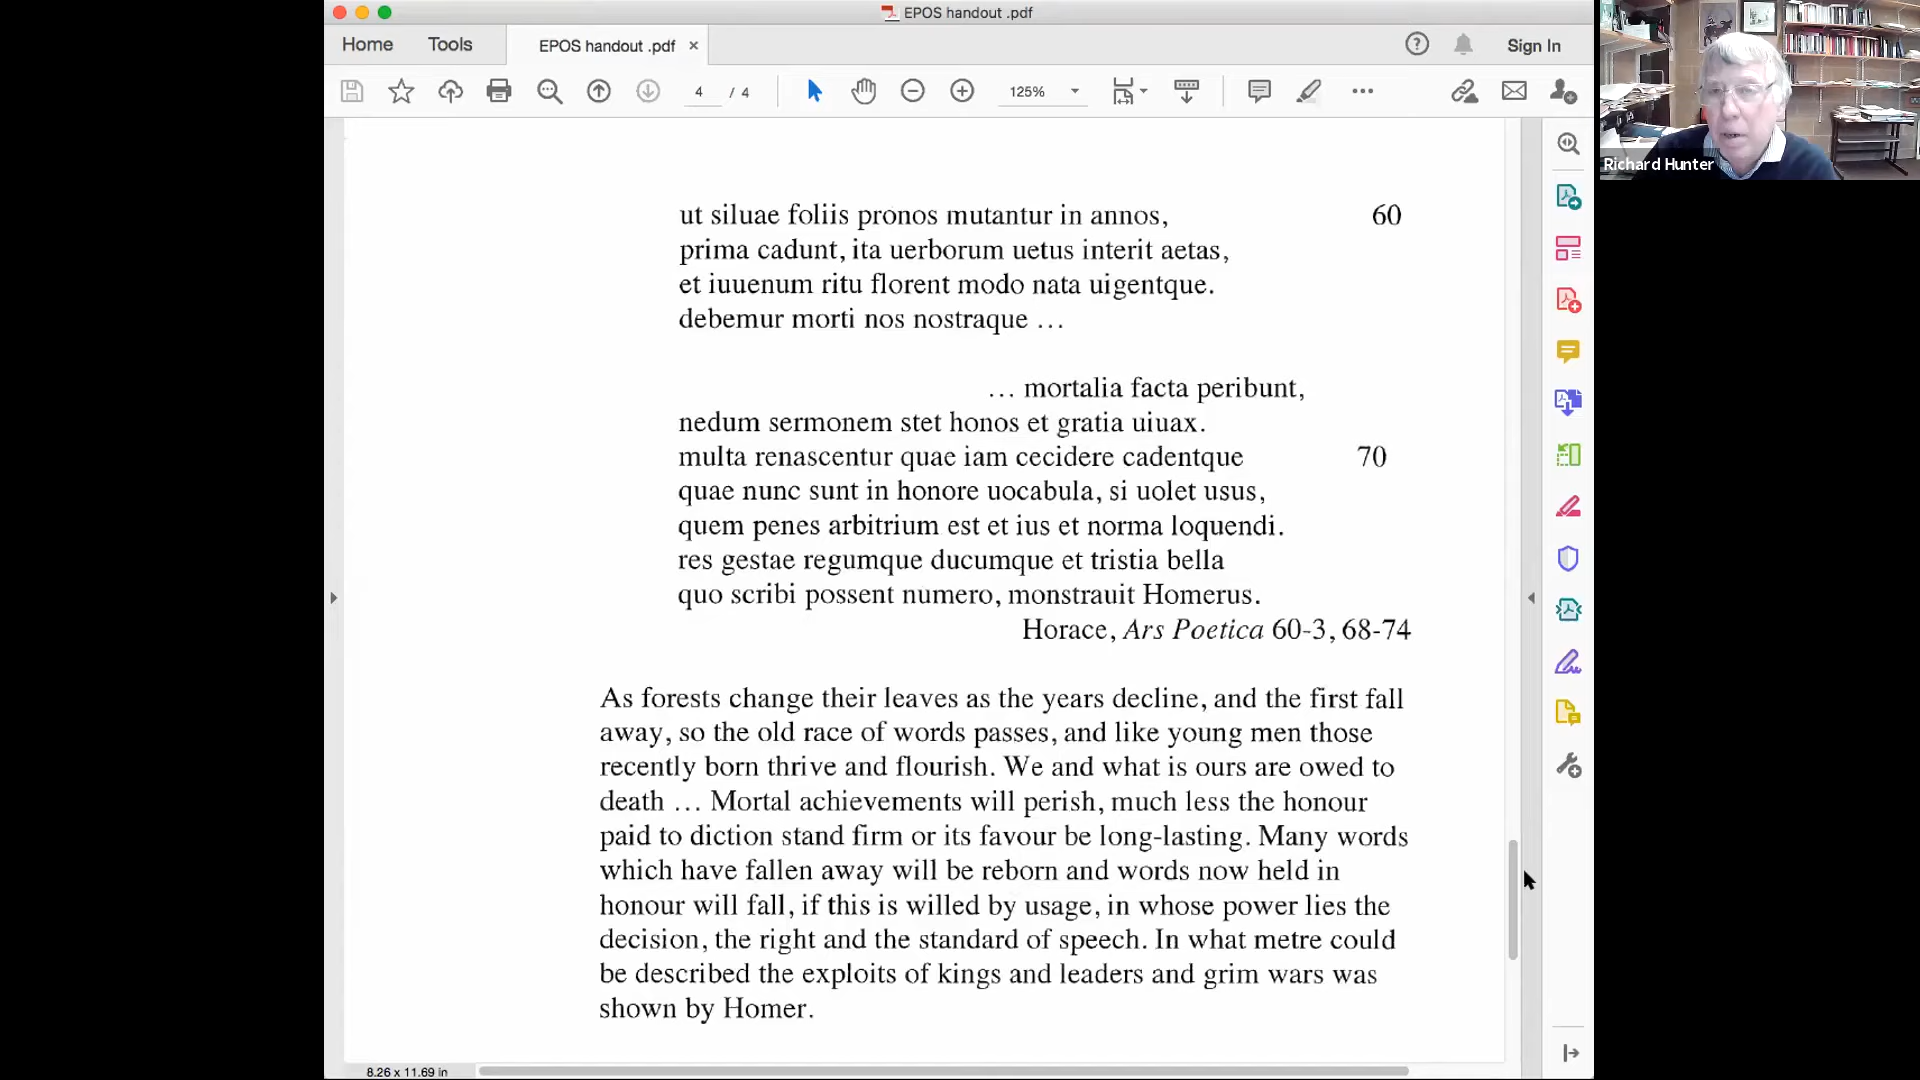 EPOS handout .pdf
Home
Tools
EPOS handout .pdf ×
Sign In
4 / 4
125%
Richard Hunter
ut siluae foliis pronos mutantur in annos, 60
prima cadunt, ita uerborum uetus interit aetas,
et iuuenum ritu florent modo nata uigentque.
debemur morti nos nostraque …
… mortalia facta peribunt,
nedum sermonem stet honos et gratia uiuax.
multa renascentur quae iam cecidere cadentque 70
quae nunc sunt in honore uocabula, si uolet usus,
quem penes arbitrium est et ius et norma loquendi.
res gestae regumque ducumque et tristia bella
quo scribi possent numero, monstrauit Homerus.
Horace, Ars Poetica 60-3, 68-74
As forests change their leaves as the years decline, and the first fall
away, so the old race of words passes, and like young men those
recently born thrive and flourish. We and what is ours are owed to
death … Mortal achievements will perish, much less the honour
paid to diction stand firm or its favour be long-lasting. Many words
which have fallen away will be reborn and words now held in
honour will fall, if this is willed by usage, in whose power lies the
decision, the right and the standard of speech. In what metre could
be described the exploits of kings and leaders and grim wars was
shown by Homer.
8.26 x 11.69 in